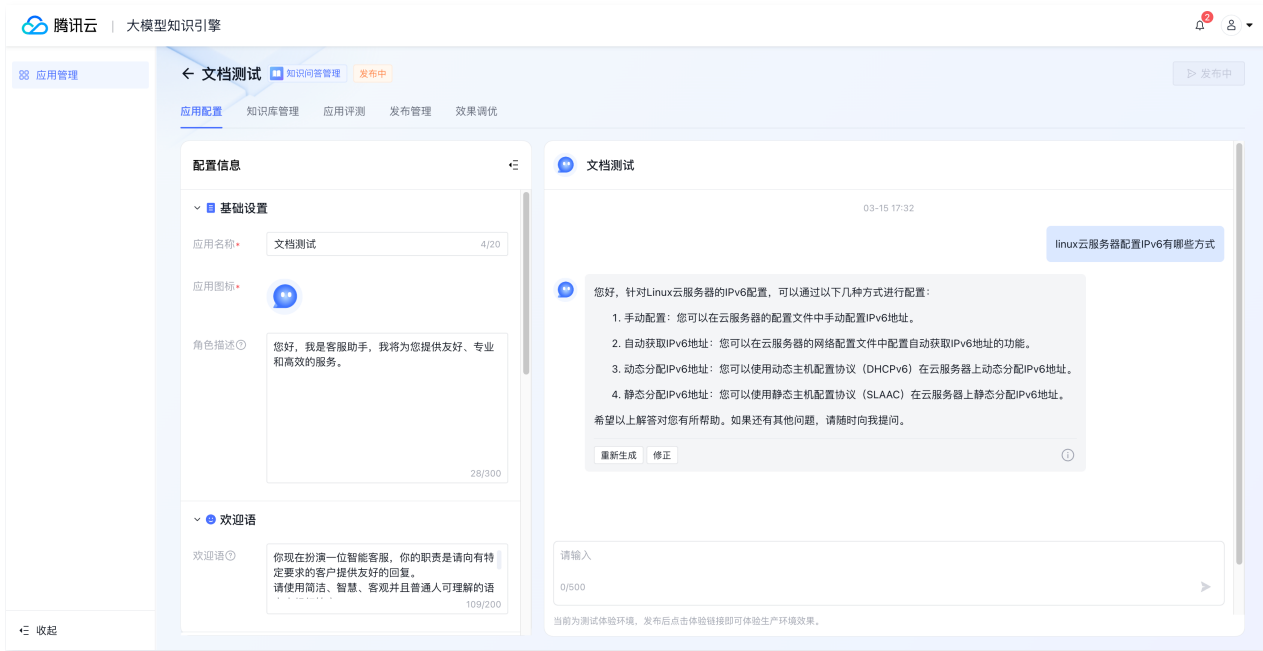 腾讯云 | 大模型知识引擎
2
应用管理
文档测试 知识问答管理 发布中
发布中
应用配置 知识库管理 应用评测 发布管理 效果调优
配置信息
基础设置
应用名称* 文档测试 4/20
应用图标*
角色描述 您好，我是客服助手，我将为您提供友好、专业
和高效的服务。
28/300
欢迎语
欢迎语 你现在扮演一位智能客服，你的职责是请向有特
定要求的客户提供友好的回复。
请使用简洁、智慧、客观并且普通人可理解的语
109/200
收起
文档测试
03-15 17:32
linux云服务器配置IPv6有哪些方式
您好，针对Linux云服务器的IPv6配置，可以通过以下几种方式进行配置：
1. 手动配置：您可以在云服务器的配置文件中手动配置IPv6地址。
2. 自动获取IPv6地址：您可以在云服务器的网络配置文件中配置自动获取IPv6地址的功能。
3. 动态分配IPv6地址：您可以使用动态主机配置协议（DHCPv6）在云服务器上动态分配IPv6地址。
4. 静态分配IPv6地址：您可以使用静态主机配置协议（SLAAC）在云服务器上静态分配IPv6地址。
希望以上解答对您有所帮助。如果还有其他问题，请随时向我提问。
重新生成 修正
请输入
0/500
当前为测试体验环境，发布后点击体验链接即可体验生产环境效果。